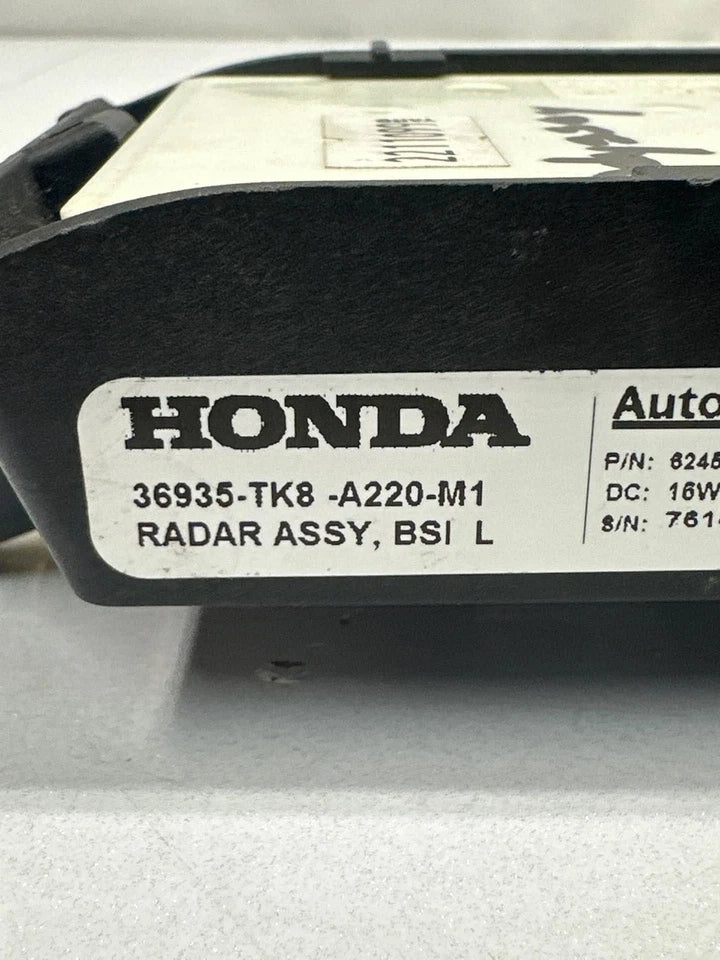 HONDA
36935-TK8 -A220-M1
RADAR ASSY, BSI L
Auto
P/N: 6245
DC: 16W
S/N: 761